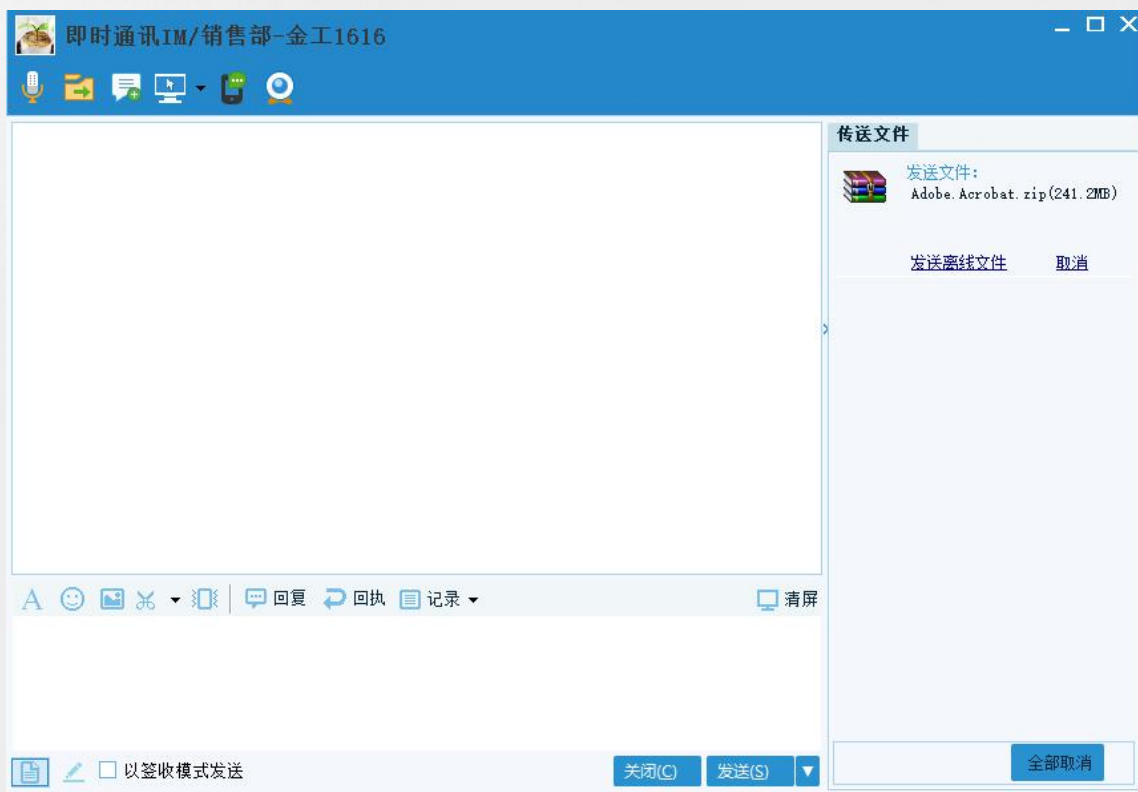 即时通讯IM/销售部-金工1616
传送文件
发送文件:
Adobe.Acrobat.zip(241.2MB)
发送离线文件 取消
A 回复 回执 记录 清屏
以签收模式发送 关闭(C) 发送(S)
全部取消